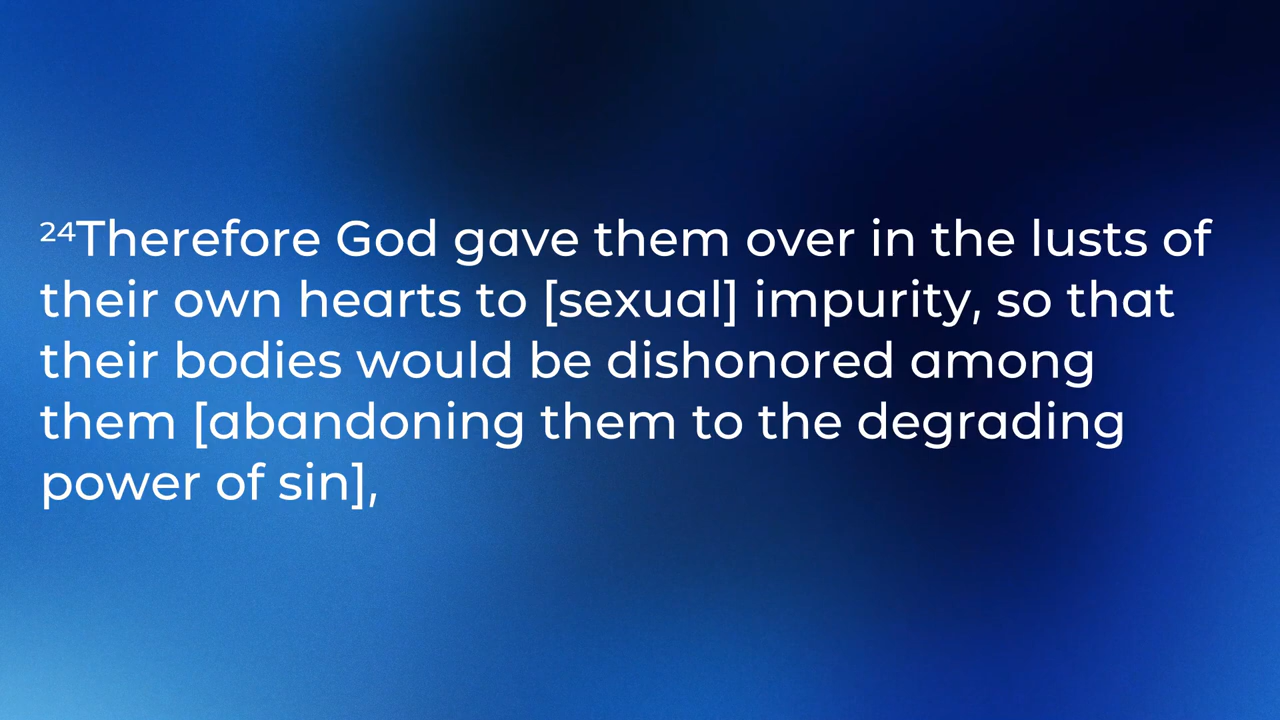 ²⁴Therefore God gave them over in the lusts of
their own hearts to [sexual] impurity, so that
their bodies would be dishonored among
them [abandoning them to the degrading
power of sin],